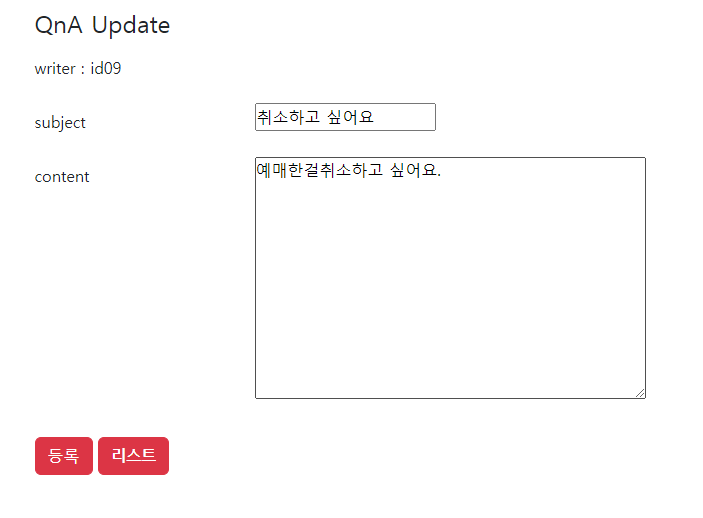 QnA Update
writer : id09
subject 취소하고 싶어요
content 예매한걸취소하고 싶어요.
등록 리스트